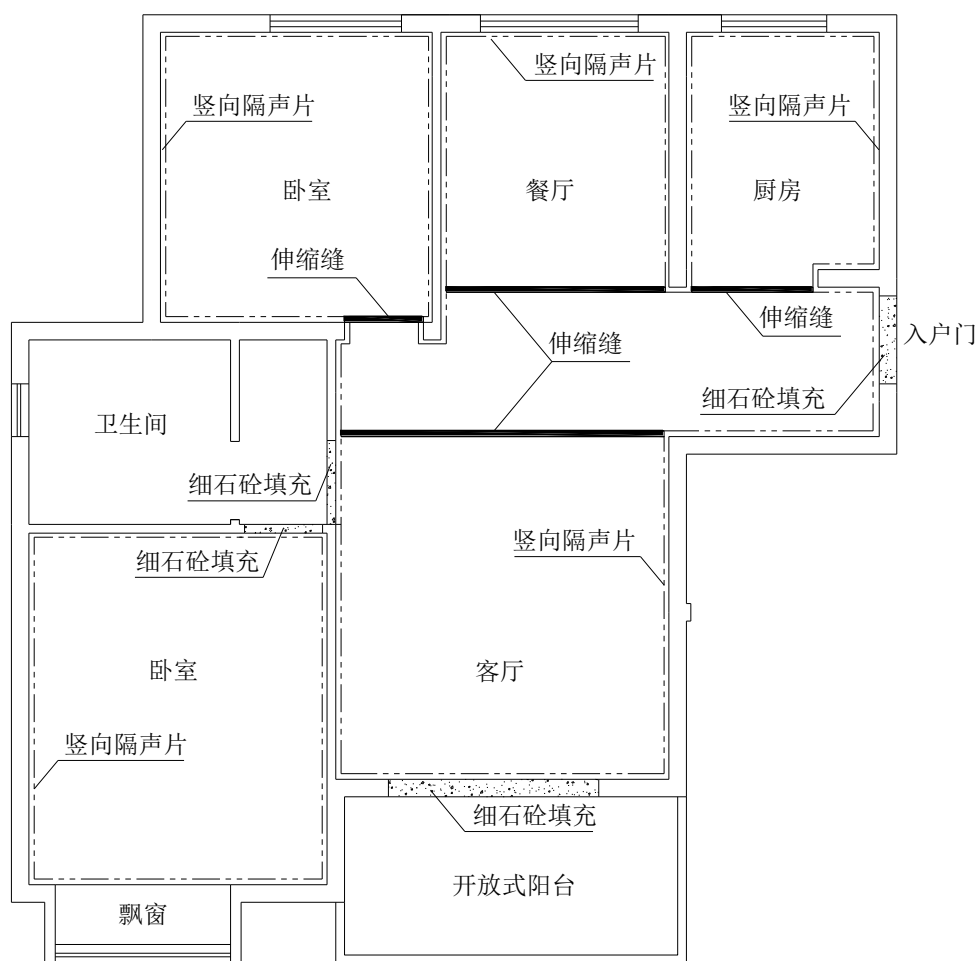 竖向隔声片
竖向隔声片
竖向隔声片
卧室
餐厅
厨房
伸缩缝
伸缩缝
入户门
伸缩缝
细石砼填充
卫生间
细石砼填充
竖向隔声片
细石砼填充
卧室
客厅
竖向隔声片
细石砼填充
开放式阳台
飘窗